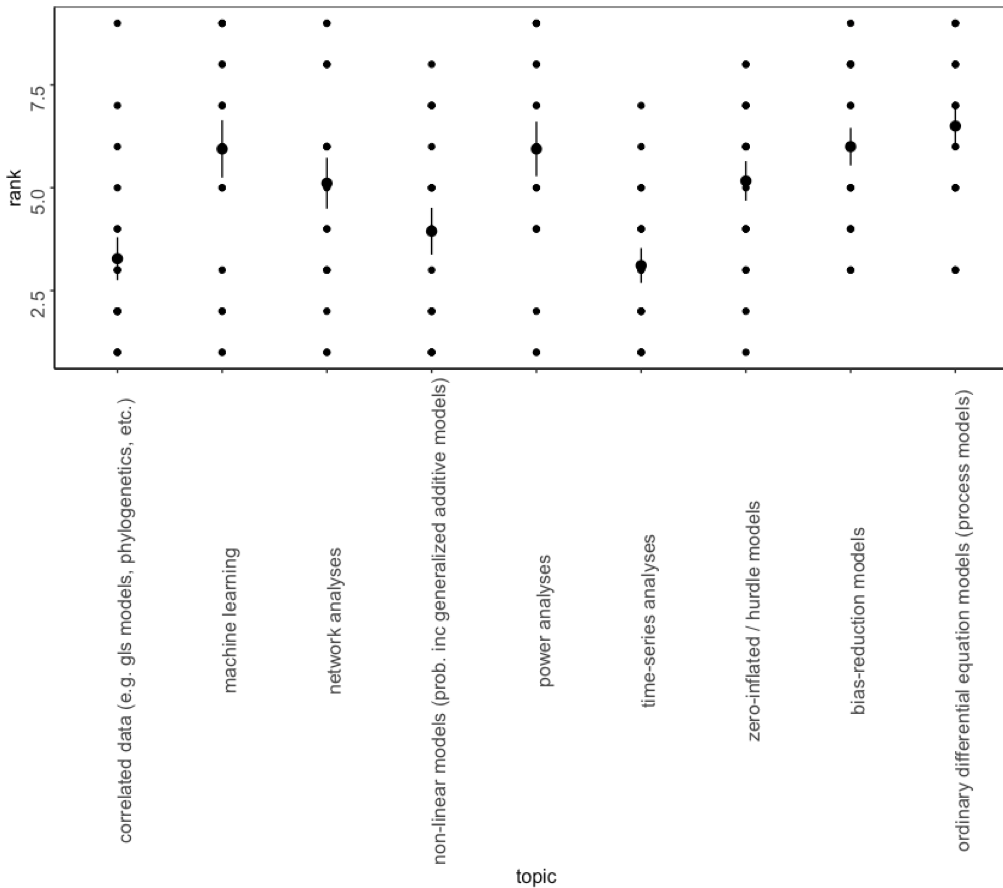 rank
7.5
5.0
2.5
correlated data (e.g. gls models, phylogenetics, etc.)
machine learning
network analyses
non-linear models (prob. inc generalized additive models)
power analyses
time-series analyses
zero-inflated / hurdle models
bias-reduction models
ordinary differential equation models (process models)
topic